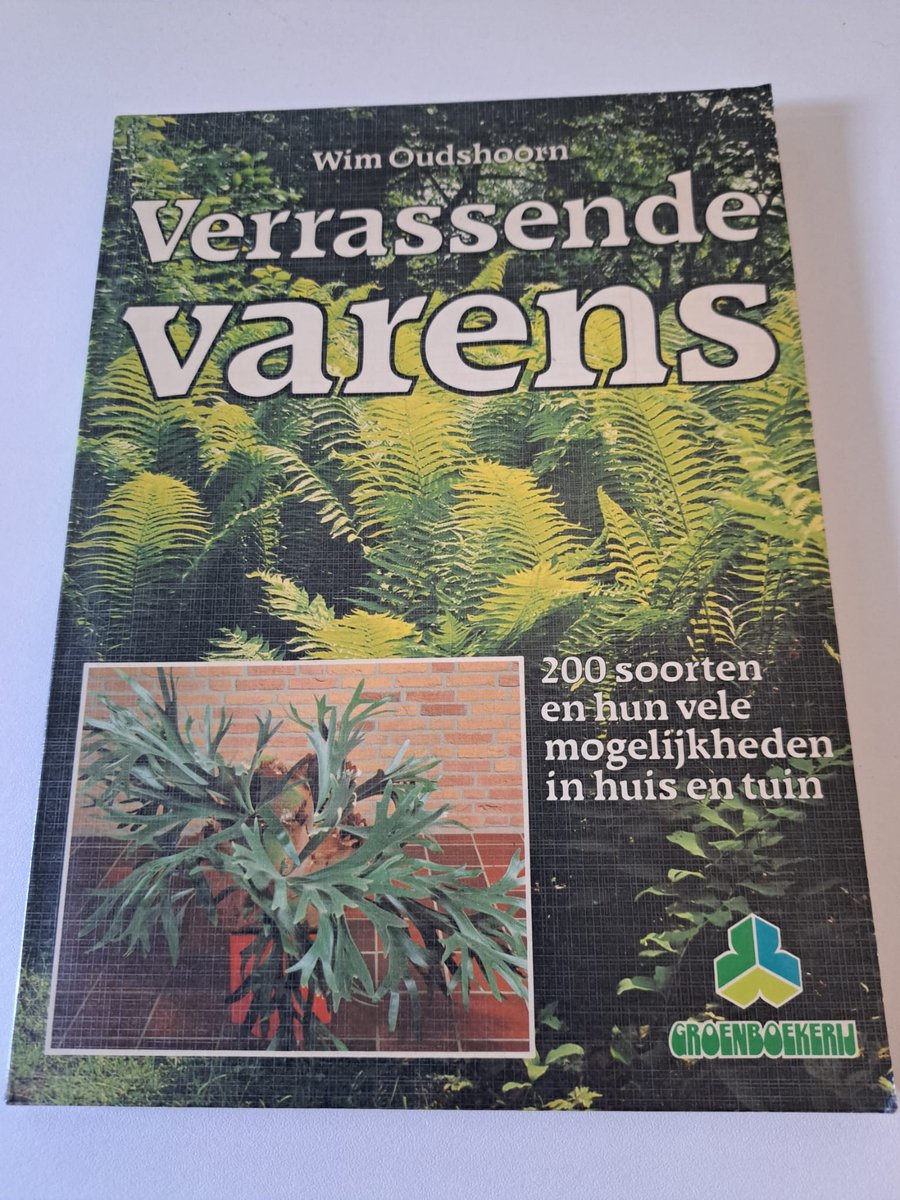 Wim Oudshoorn
Verrassende
varens
200 soorten
en hun vele
mogelijkheden
in huis en tuin
GROENBOEKERIJ